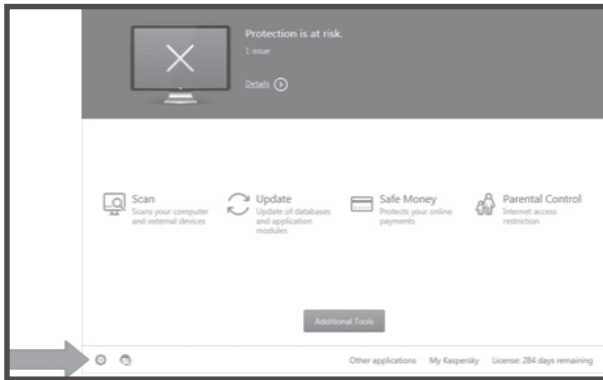 Protection is at risk.
1 issue
Details
Scan
Scans your computer
and external devices
Update
Update of databases
and application
modules
Safe Money
Protects your online
payments
Parental Control
Internet access
restriction
Additional Tools
Other applications My Kaspersky License: 284 days remaining